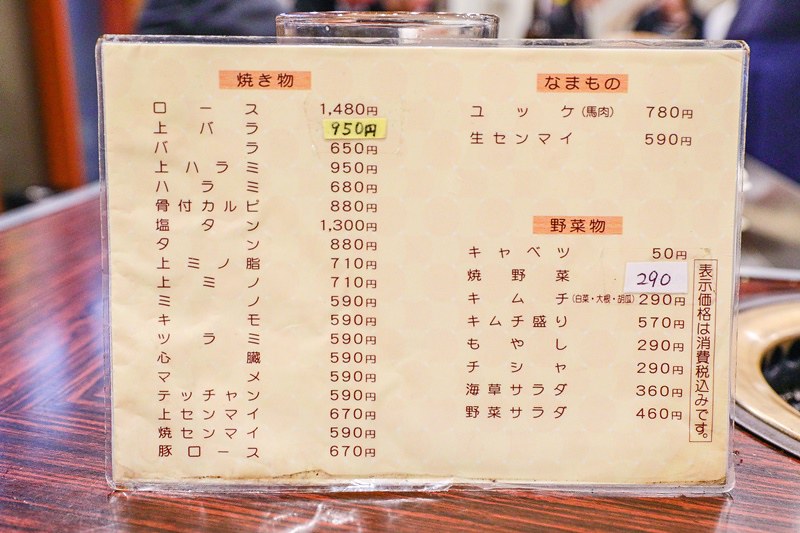 焼き物
ロース 1,480円
上バラ 950円
バラ 650円
上ハラミ 950円
ハラミ 680円
骨付カルビ 880円
塩タン 1,300円
タン 880円
上ミノ脂 710円
上ミノ 710円
ミノ 590円
キモ 590円
ツラミ 590円
心臓 590円
マメ 590円
テッチャン 590円
上センマイ 670円
焼センマイ 590円
豚ロース 670円
なまもの
ユッケ(馬肉) 780円
生センマイ 590円
野菜物
キャベツ 50円
焼野菜 290
キムチ(白菜・大根・胡瓜) 290円
キムチ盛り 570円
もやし 290円
チシャ 290円
海草サラダ 360円
野菜サラダ 460円
表示価格は消費税込みです。